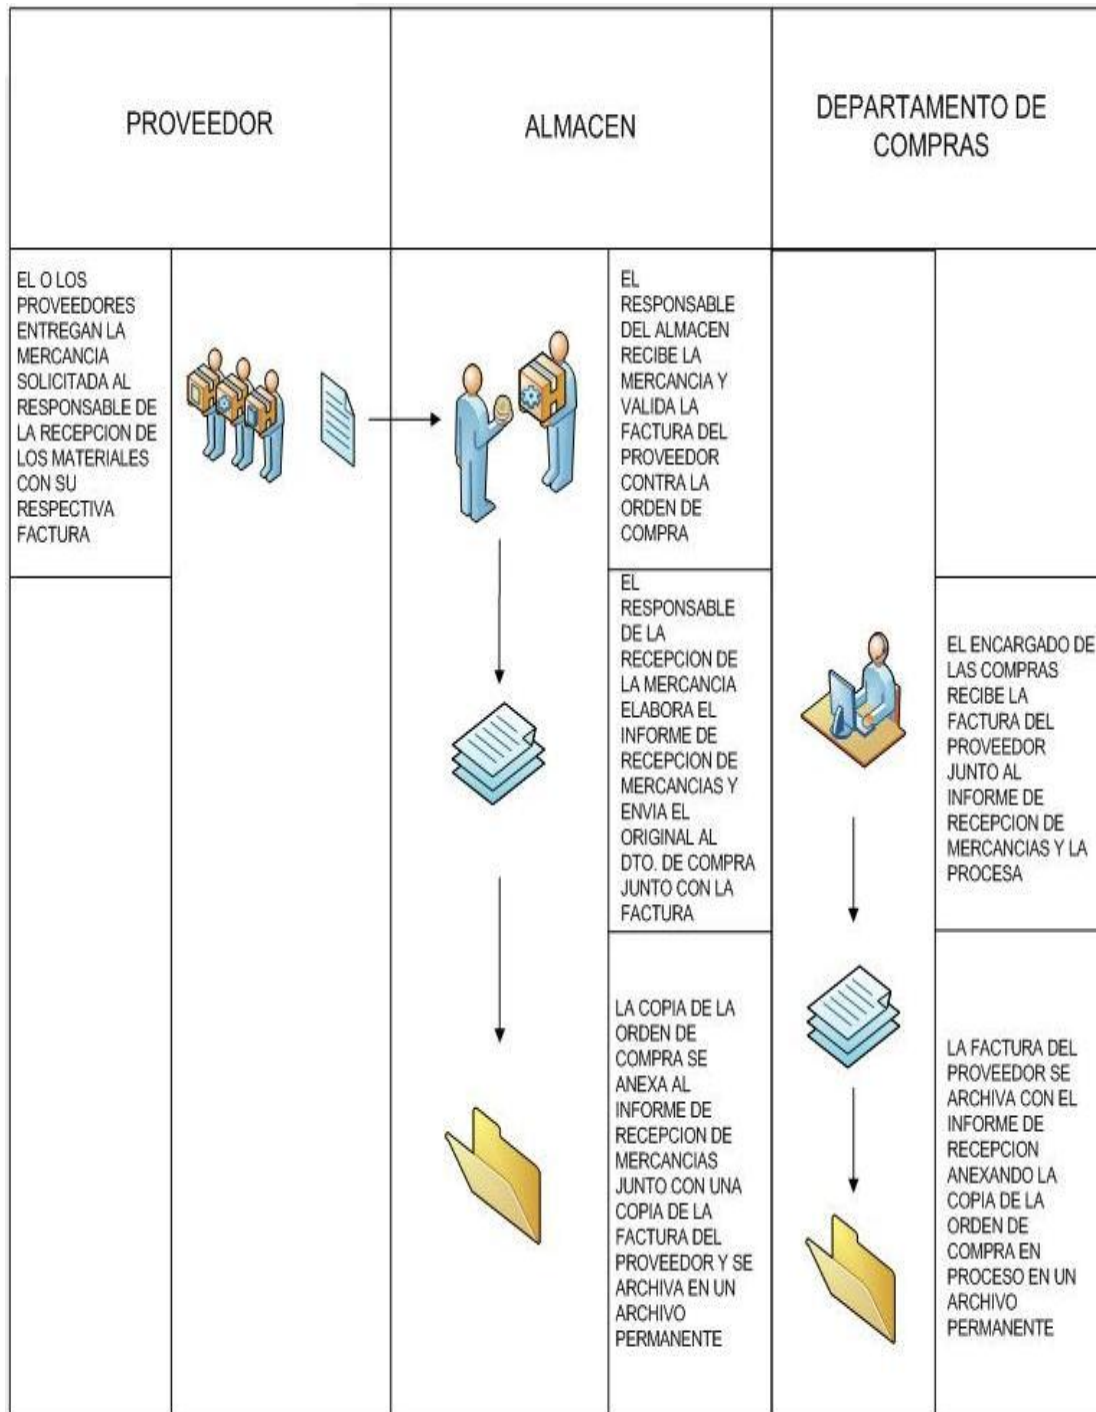 PROVEEDOR
ALMACEN
DEPARTAMENTO DE
COMPRAS
EL O LOS
PROVEEDORES
ENTREGAN LA
MERCANCIA
SOLICITADA AL
RESPONSABLE DE
LA RECEPCION DE
LOS MATERIALES
CON SU
RESPECTIVA
FACTURA
EL
RESPONSABLE
DEL ALMACEN
RECIBE LA
MERCANCIA Y
VALIDA LA
FACTURA DEL
PROVEEDOR
CONTRA LA
ORDEN DE
COMPRA
EL
RESPONSABLE
DE LA
RECEPCION DE
LA MERCANCIA
ELABORA EL
INFORME DE
RECEPCION DE
MERCANCIAS Y
ENVIA EL
ORIGINAL AL
DTO. DE COMPRA
JUNTO CON LA
FACTURA
LA COPIA DE LA
ORDEN DE
COMPRA SE
ANEXA AL
INFORME DE
RECEPCION DE
MERCANCIAS
JUNTO CON UNA
COPIA DE LA
FACTURA DEL
PROVEEDOR Y SE
ARCHIVA EN UN
ARCHIVO
PERMANENTE
EL ENCARGADO DE
LAS COMPRAS
RECIBE LA
FACTURA DEL
PROVEEDOR
JUNTO AL
INFORME DE
RECEPCION DE
MERCANCIAS Y LA
PROCESA
LA FACTURA DEL
PROVEEDOR SE
ARCHIVA CON EL
INFORME DE
RECEPCION
ANEXANDO LA
COPIA DE LA
ORDEN DE
COMPRA EN
PROCESO EN UN
ARCHIVO
PERMANENTE